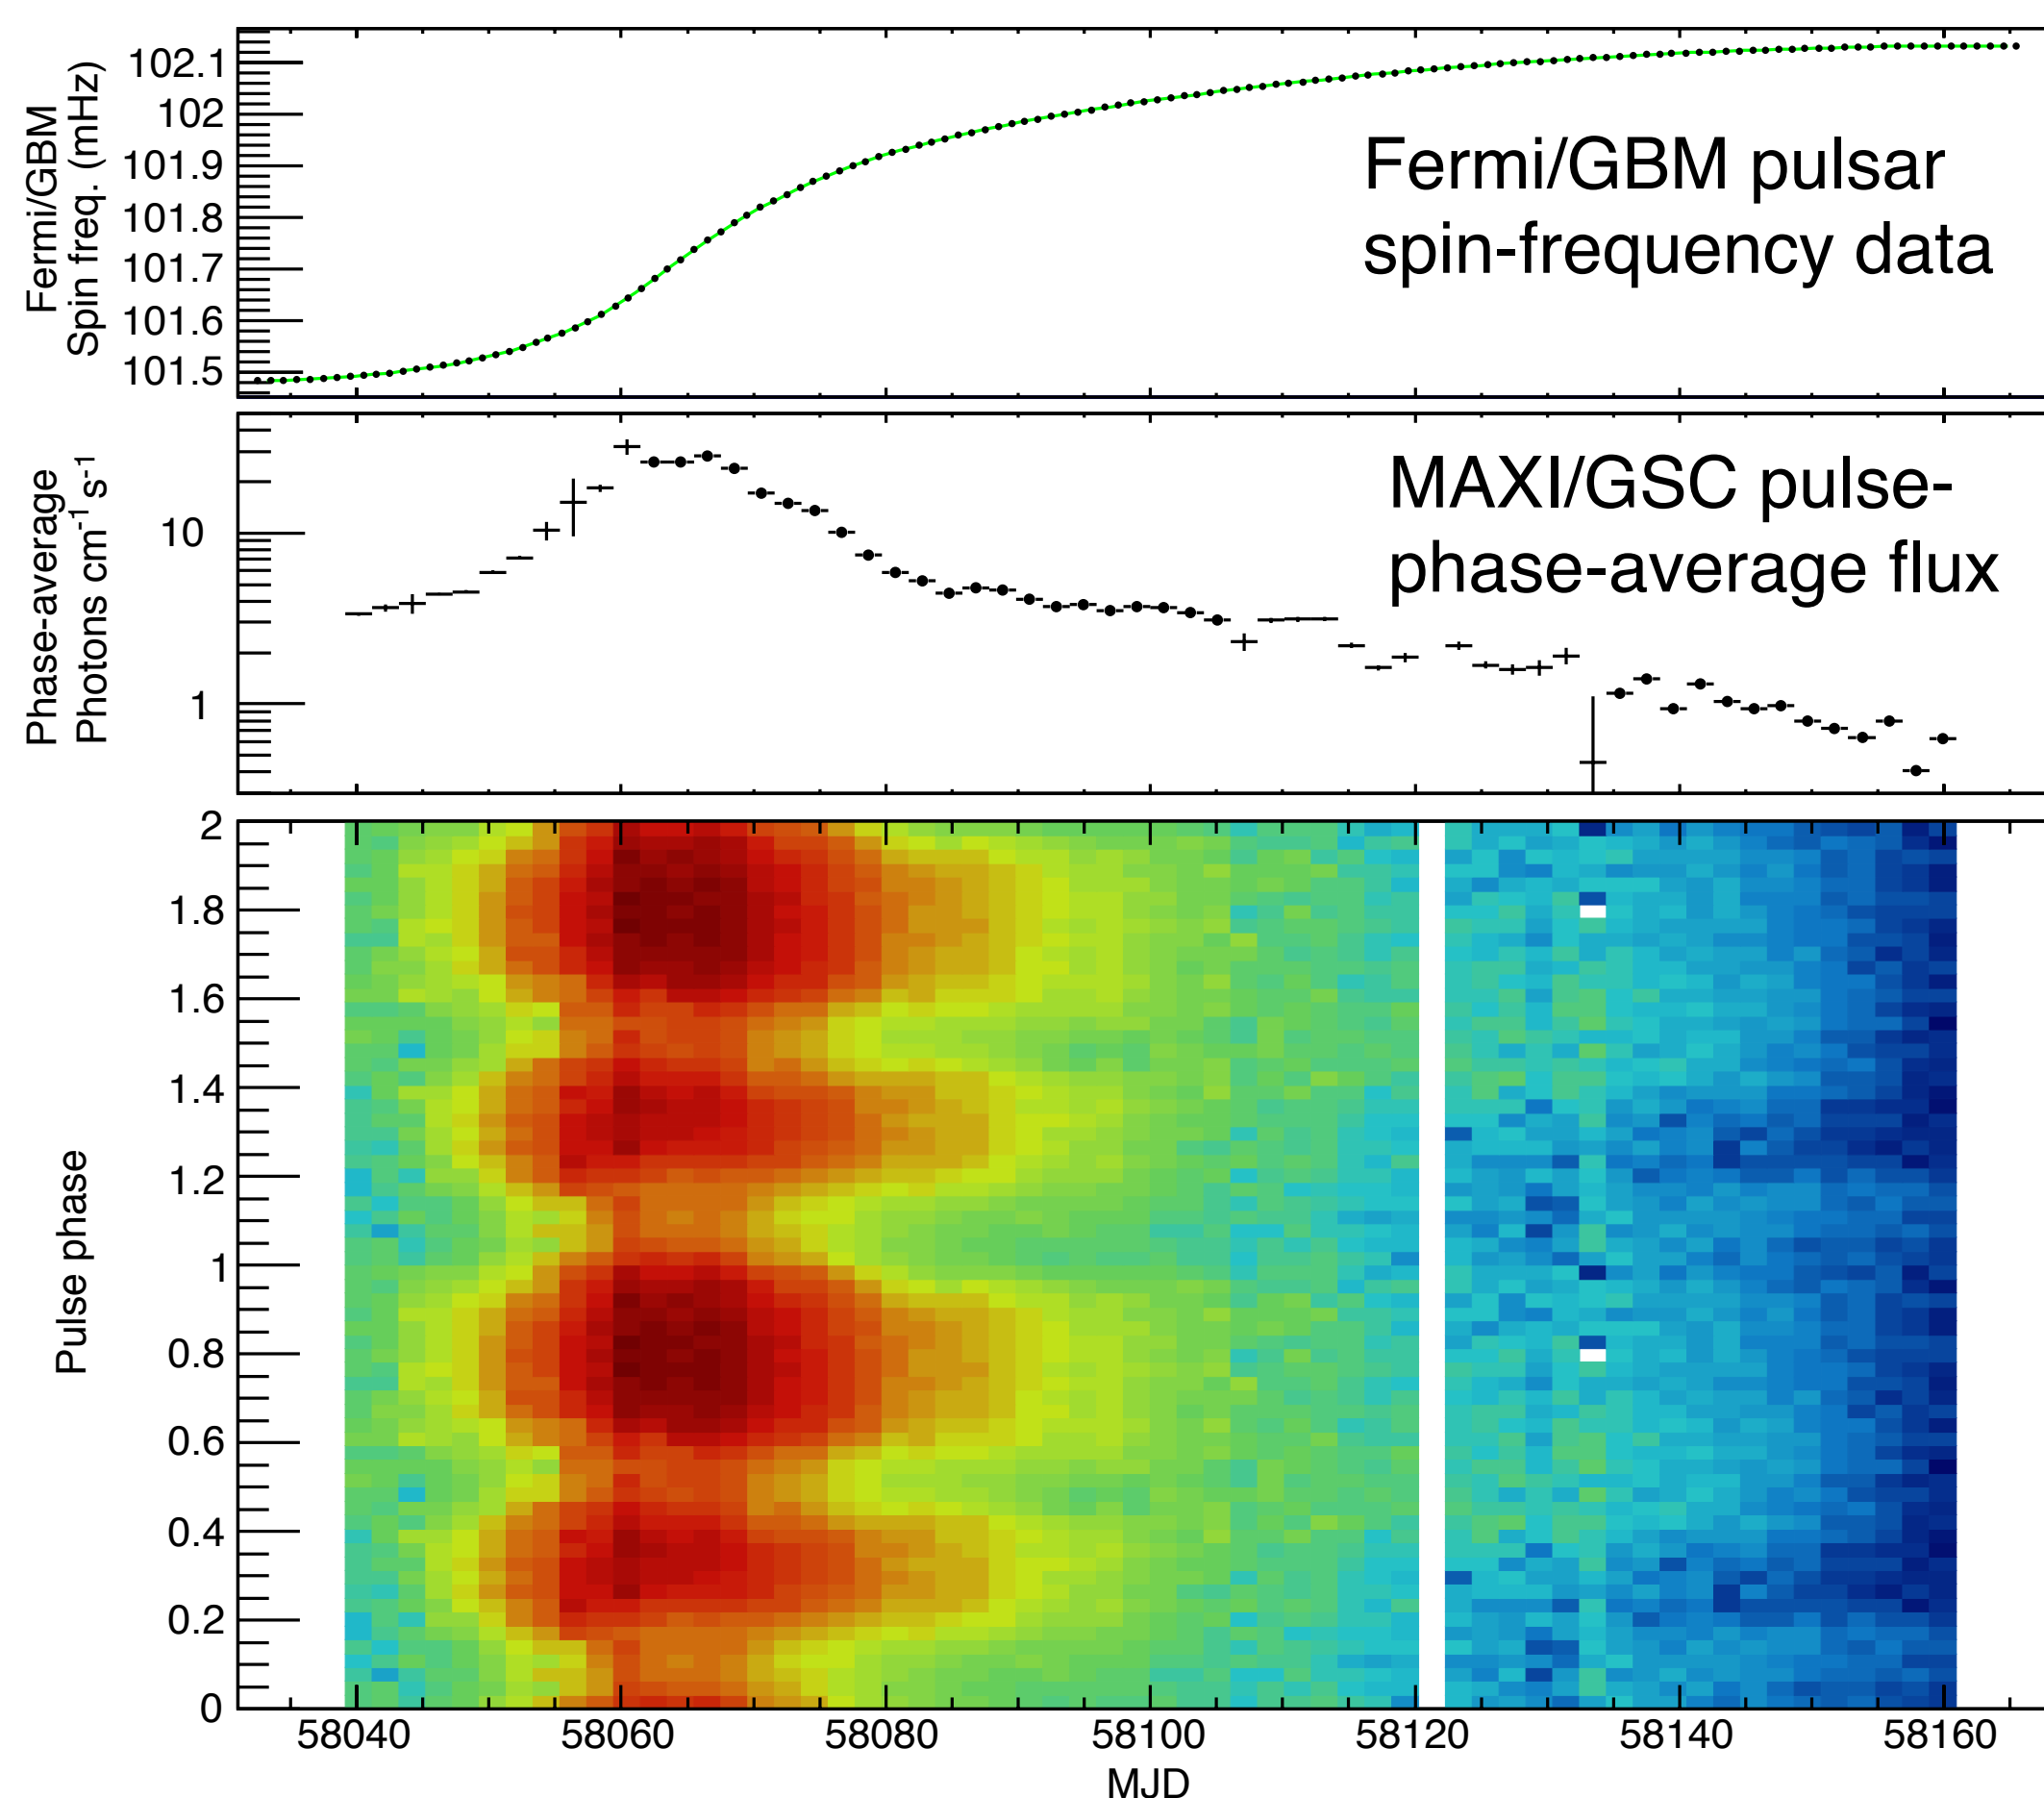 Fermi/GBM
Spin freq. (mHz)
102.1
102
101.9
101.8
101.7
101.6
101.5
Fermi/GBM pulsar
spin-frequency data
Phase-average
Photons cm⁻¹s⁻¹
10
1
MAXI/GSC pulse-
phase-average flux
Pulse phase
2
1.8
1.6
1.4
1.2
1
0.8
0.6
0.4
0.2
0
58040 58060 58080 58100 58120 58140 58160
MJD